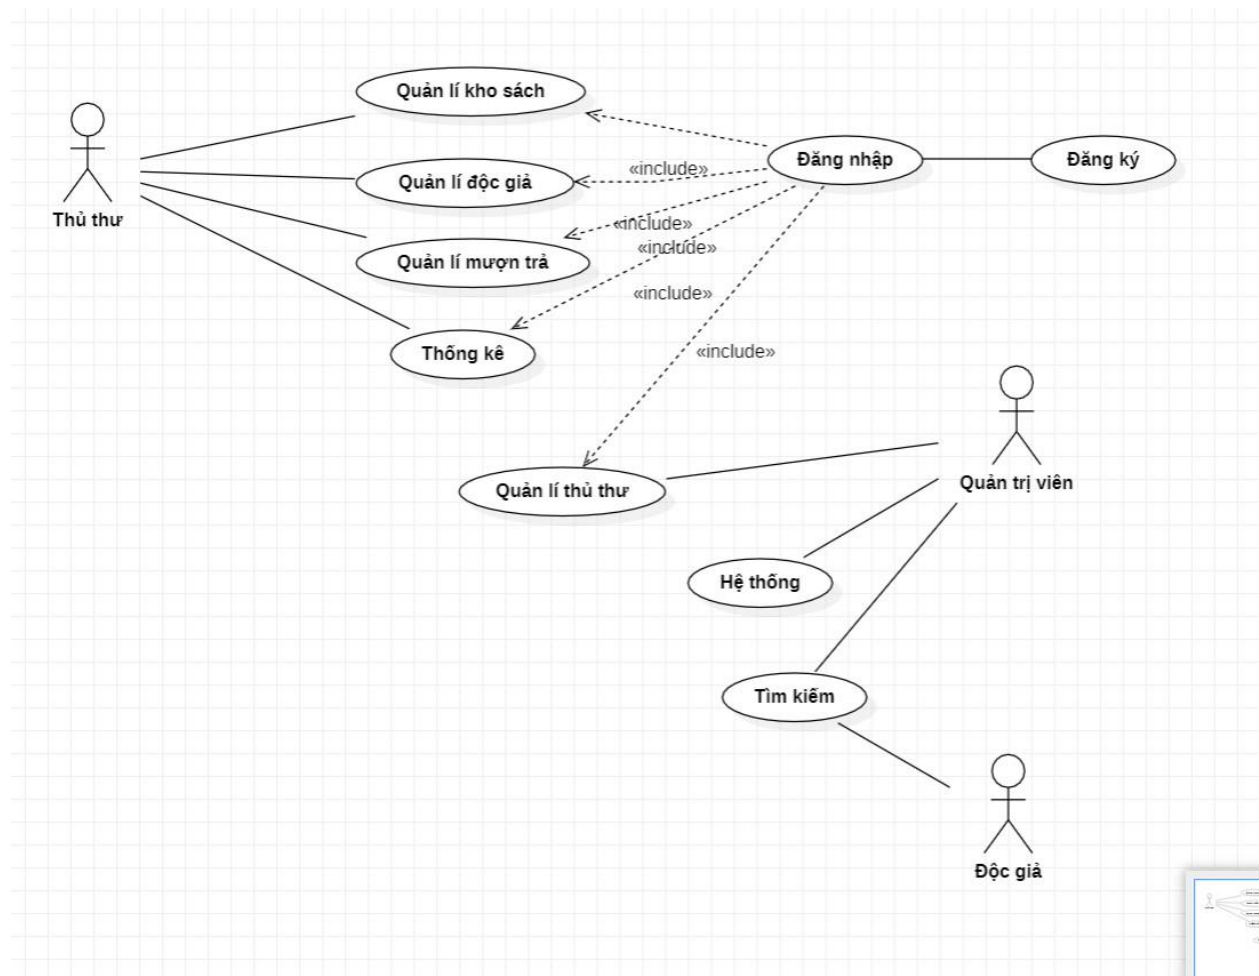 Quản lí kho sách
Đăng nhập
Đăng ký
«include»
Quản lí độc giả
Thủ thư
«include»
«include»
Quản lí mượn trả
«include»
Thống kê
«include»
Quản lí thủ thư
Quản trị viên
Hệ thống
Tìm kiếm
Độc giả